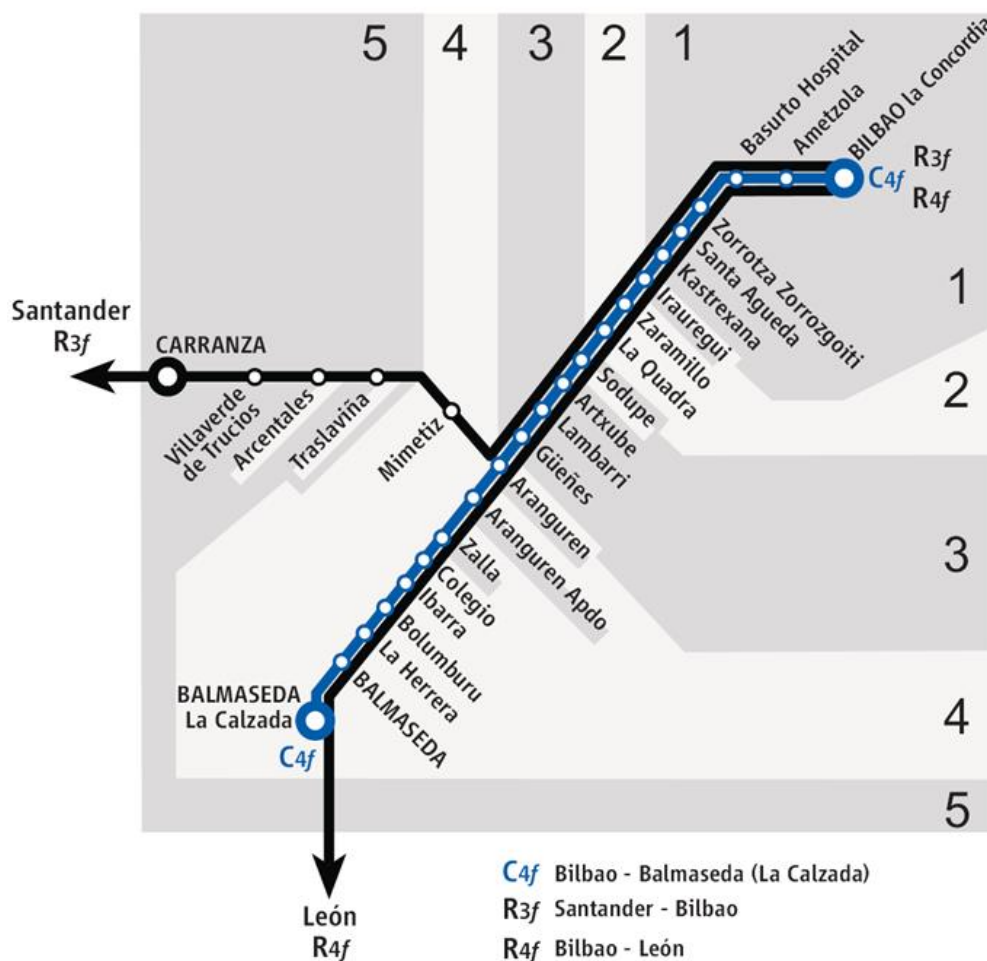 5 4 3 2 1
Basurto Hospital
Ametzola
BILBAO la Concordia
C4f
R3f
R4f
Zorrotza Zorrozgoiti
Santa Agueda
Kastrexana
Irauregui
Zaramillo
La Quadra
Sodupe
Artxube
Lambarri
Güeñes
Aranguren
Aranguren Apdo
Zalla
Colegio
Ibarra
Bolumburu
La Herrera
BALMASEDA
1
2
3
4
5
Santander
R3f
CARRANZA
Villaverde
de Trucios
Arcentales
Traslaviña
Mimetiz
BALMASEDA
La Calzada
C4f
León
R4f
C4f Bilbao - Balmaseda (La Calzada)
R3f Santander - Bilbao
R4f Bilbao - León